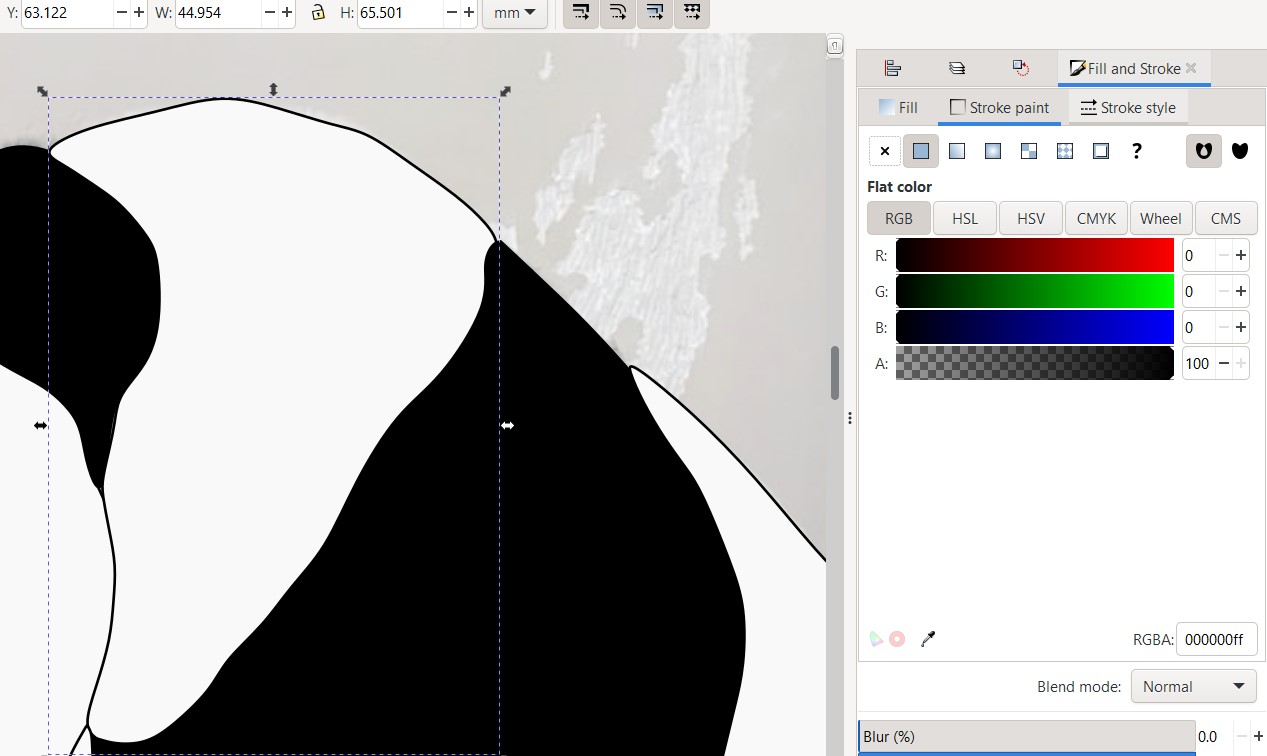 Y: 63.122 W: 44.954 H: 65.501 mm
Fill and Stroke
Fill Stroke paint Stroke style
?
Flat color
RGB HSL HSV CMYK Wheel CMS
R: 0
G: 0
B: 0
A: 100
RGBA: 000000ff
Blend mode: Normal
Blur (%) 0.0